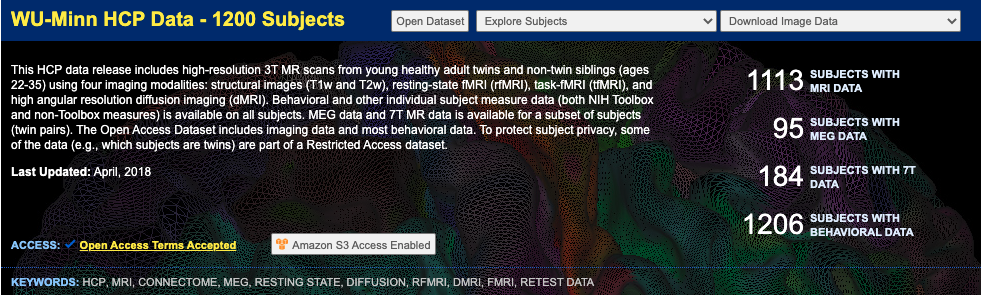 WU-Minn HCP Data - 1200 Subjects
Open Dataset
Explore Subjects
Download Image Data
This HCP data release includes high-resolution 3T MR scans from young healthy adult twins and non-twin siblings (ages
22-35) using four imaging modalities: structural images (T1w and T2w), resting-state fMRI (rfMRI), task-fMRI (tfMRI), and
high angular resolution diffusion imaging (dMRI). Behavioral and other individual subject measure data (both NIH Toolbox
and non-Toolbox measures) is available on all subjects. MEG data and 7T MR data is available for a subset of subjects
(twin pairs). The Open Access Dataset includes imaging data and most behavioral data. To protect subject privacy, some
of the data (e.g., which subjects are twins) are part of a Restricted Access dataset.
Last Updated: April, 2018
1113 SUBJECTS WITH
MRI DATA
95 SUBJECTS WITH
MEG DATA
184 SUBJECTS WITH 7T
DATA
1206 SUBJECTS WITH
BEHAVIORAL DATA
ACCESS: Open Access Terms Accepted
Amazon S3 Access Enabled
KEYWORDS: HCP, MRI, CONNECTOME, MEG, RESTING STATE, DIFFUSION, RFMRI, DMRI, FMRI, RETEST DATA